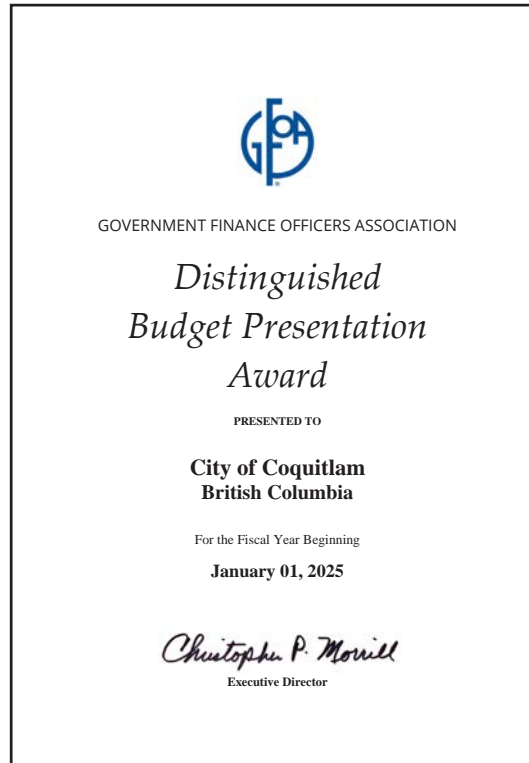 GFOA
GOVERNMENT FINANCE OFFICERS ASSOCIATION
Distinguished
Budget Presentation
Award
PRESENTED TO
City of Coquitlam
British Columbia
For the Fiscal Year Beginning
January 01, 2025
Christopher P. Morrill
Executive Director